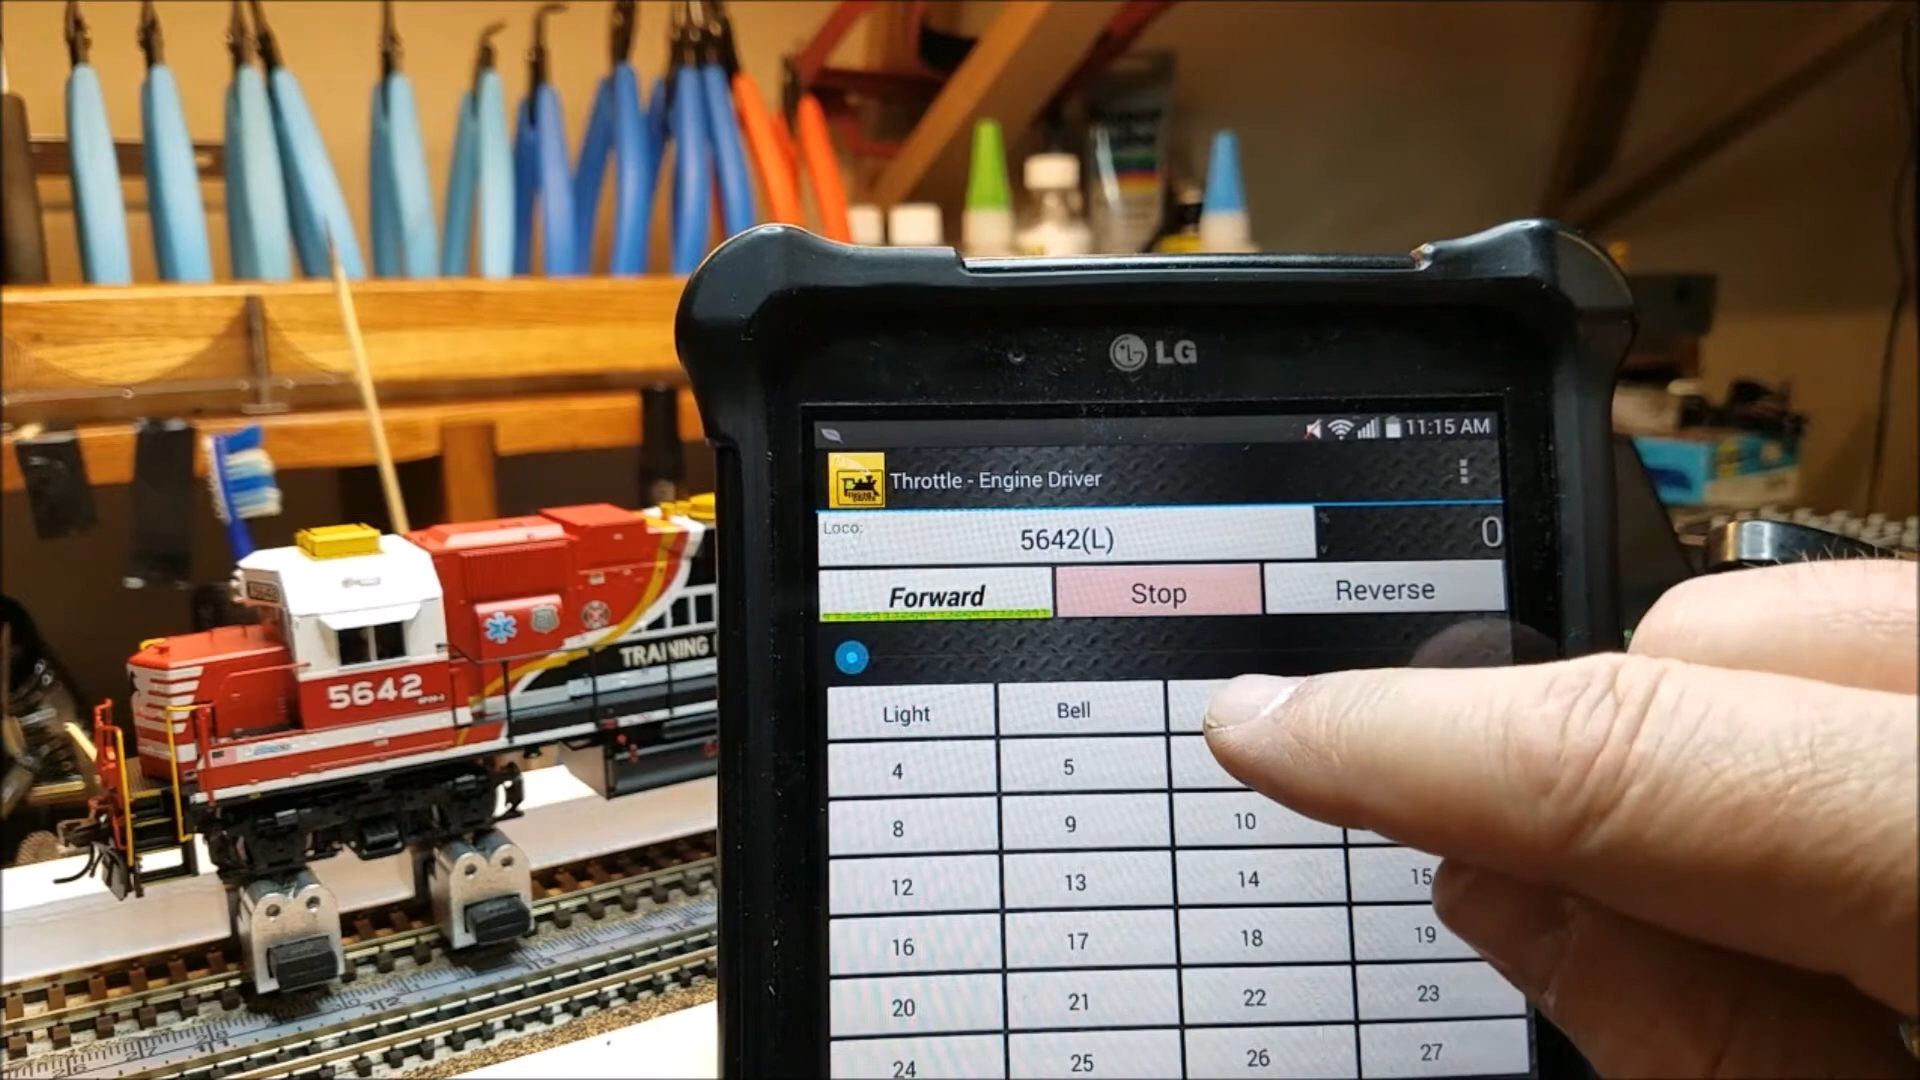 LG
11:15 AM
Throttle - Engine Driver
Loco:
5642(L)
0
Forward
Stop
Reverse
Light
Bell
4
5
8
9
10
12
13
14
15
16
17
18
19
20
21
22
23
24
25
26
27
5642
TRAINING